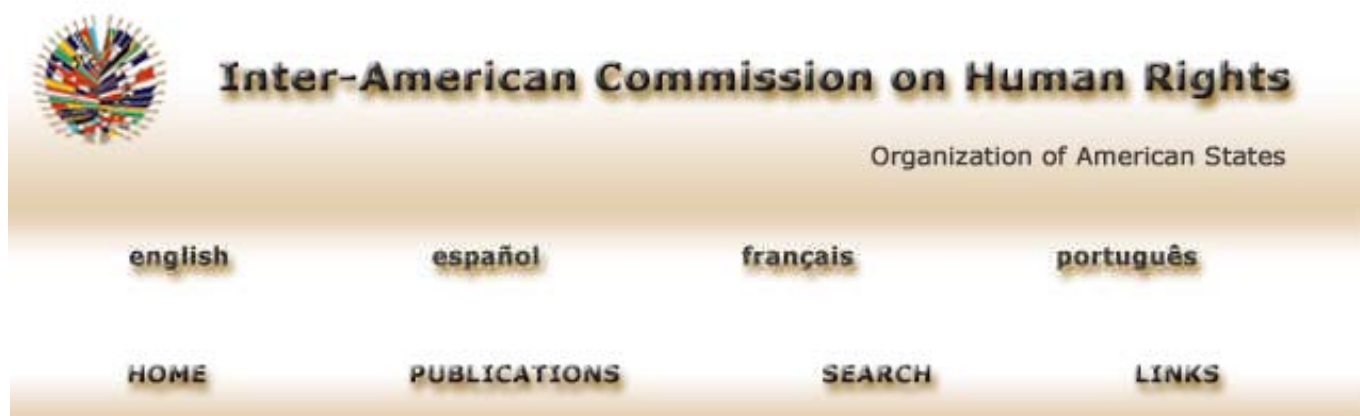 Inter-American Commission on Human Rights
Organization of American States
english español français português
HOME PUBLICATIONS SEARCH LINKS